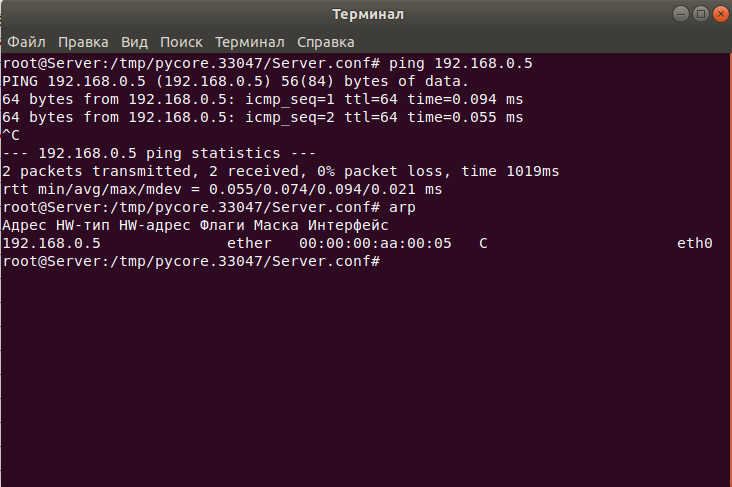 Терминал
Файл Правка Вид Поиск Терминал Справка
root@Server:/tmp/pycore.33047/Server.conf# ping 192.168.0.5
PING 192.168.0.5 (192.168.0.5) 56(84) bytes of data.
64 bytes from 192.168.0.5: icmp_seq=1 ttl=64 time=0.094 ms
64 bytes from 192.168.0.5: icmp_seq=2 ttl=64 time=0.055 ms
^C
--- 192.168.0.5 ping statistics ---
2 packets transmitted, 2 received, 0% packet loss, time 1019ms
rtt min/avg/max/mdev = 0.055/0.074/0.094/0.021 ms
root@Server:/tmp/pycore.33047/Server.conf# arp
Адрес HW-тип HW-адрес Флаги Маска Интерфейс
192.168.0.5 ether 00:00:00:aa:00:05 C eth0
root@Server:/tmp/pycore.33047/Server.conf#